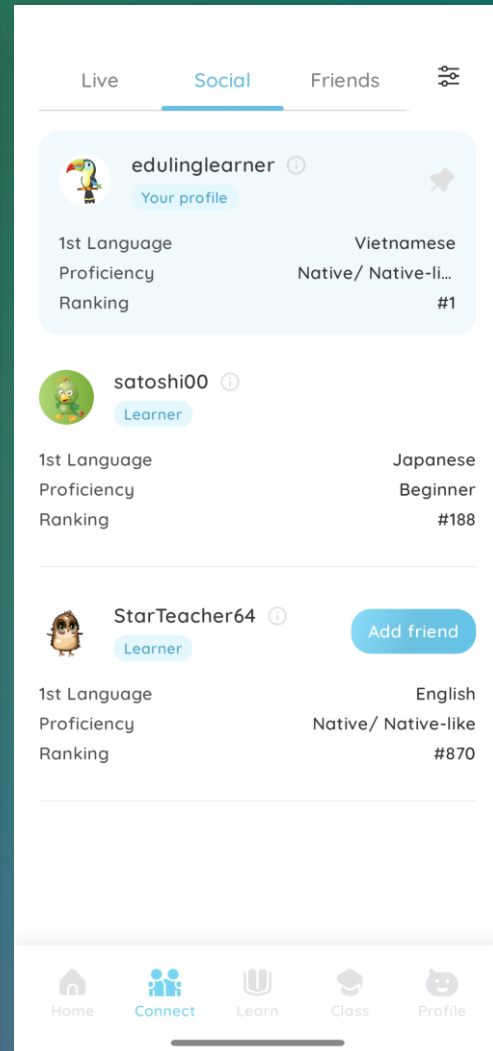 Live Social Friends
edulinglearner
Your profile
1st Language Vietnamese
Proficiency Native/ Native-li...
Ranking #1
satoshi00
Learner
1st Language Japanese
Proficiency Beginner
Ranking #188
StarTeacher64
Learner
Add friend
1st Language English
Proficiency Native/ Native-like
Ranking #870
Home Connect Learn Class Profile